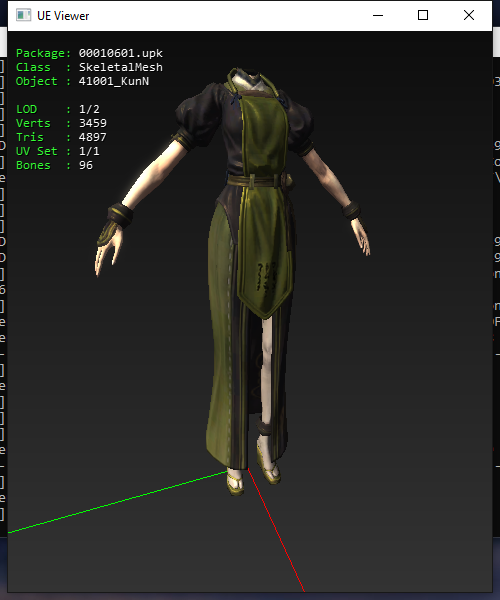 UE Viewer
Package: 00010601.upk
Class : SkeletalMesh
Object : 41001_KunN
LOD : 1/2
Verts : 3459
Tris : 4897
UV Set : 1/1
Bones : 96